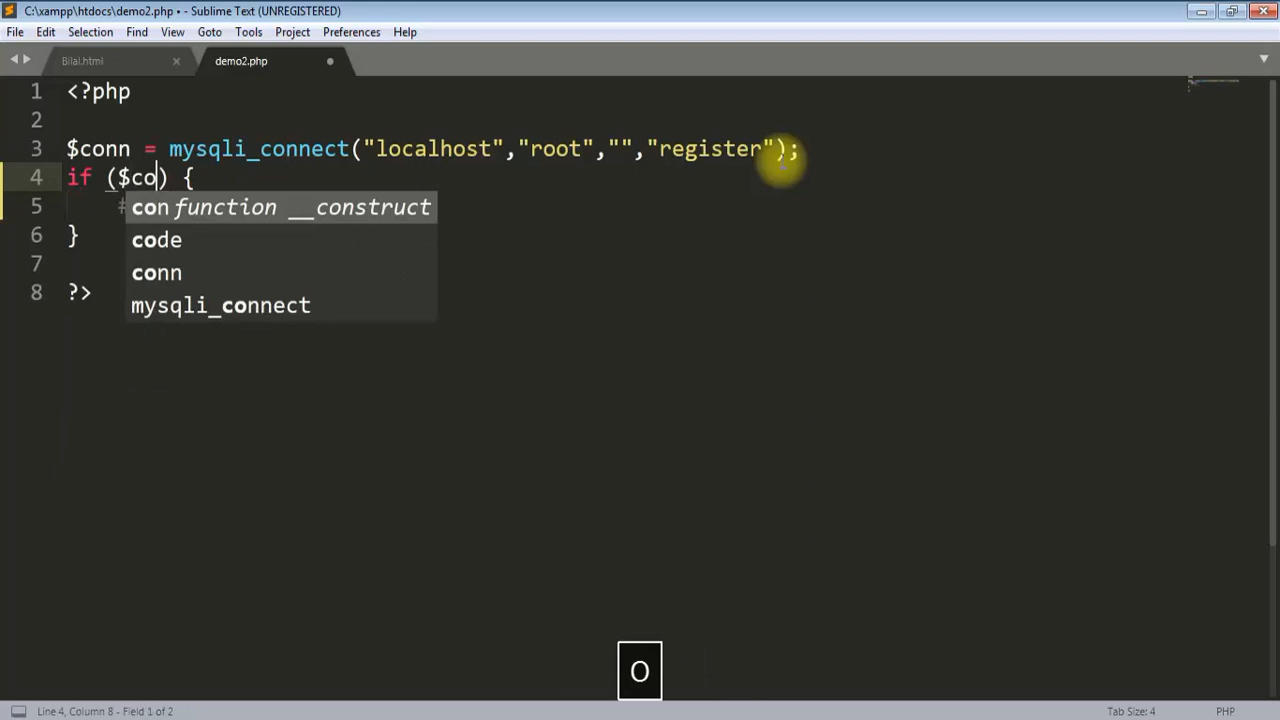 C:\xampp\htdocs\demo2.php • - Sublime Text (UNREGISTERED)
File Edit Selection Find View Goto Tools Project Preferences Help
Bilal.html demo2.php
1 <?php
2
3 $conn = mysqli_connect("localhost","root","","register");
4 if ($co) {
5 #
con function __construct
6 }
code
7
conn
8 ?>
mysqli_connect
O
Line 4, Column 8 - Field 1 of 2 Tab Size: 4 PHP